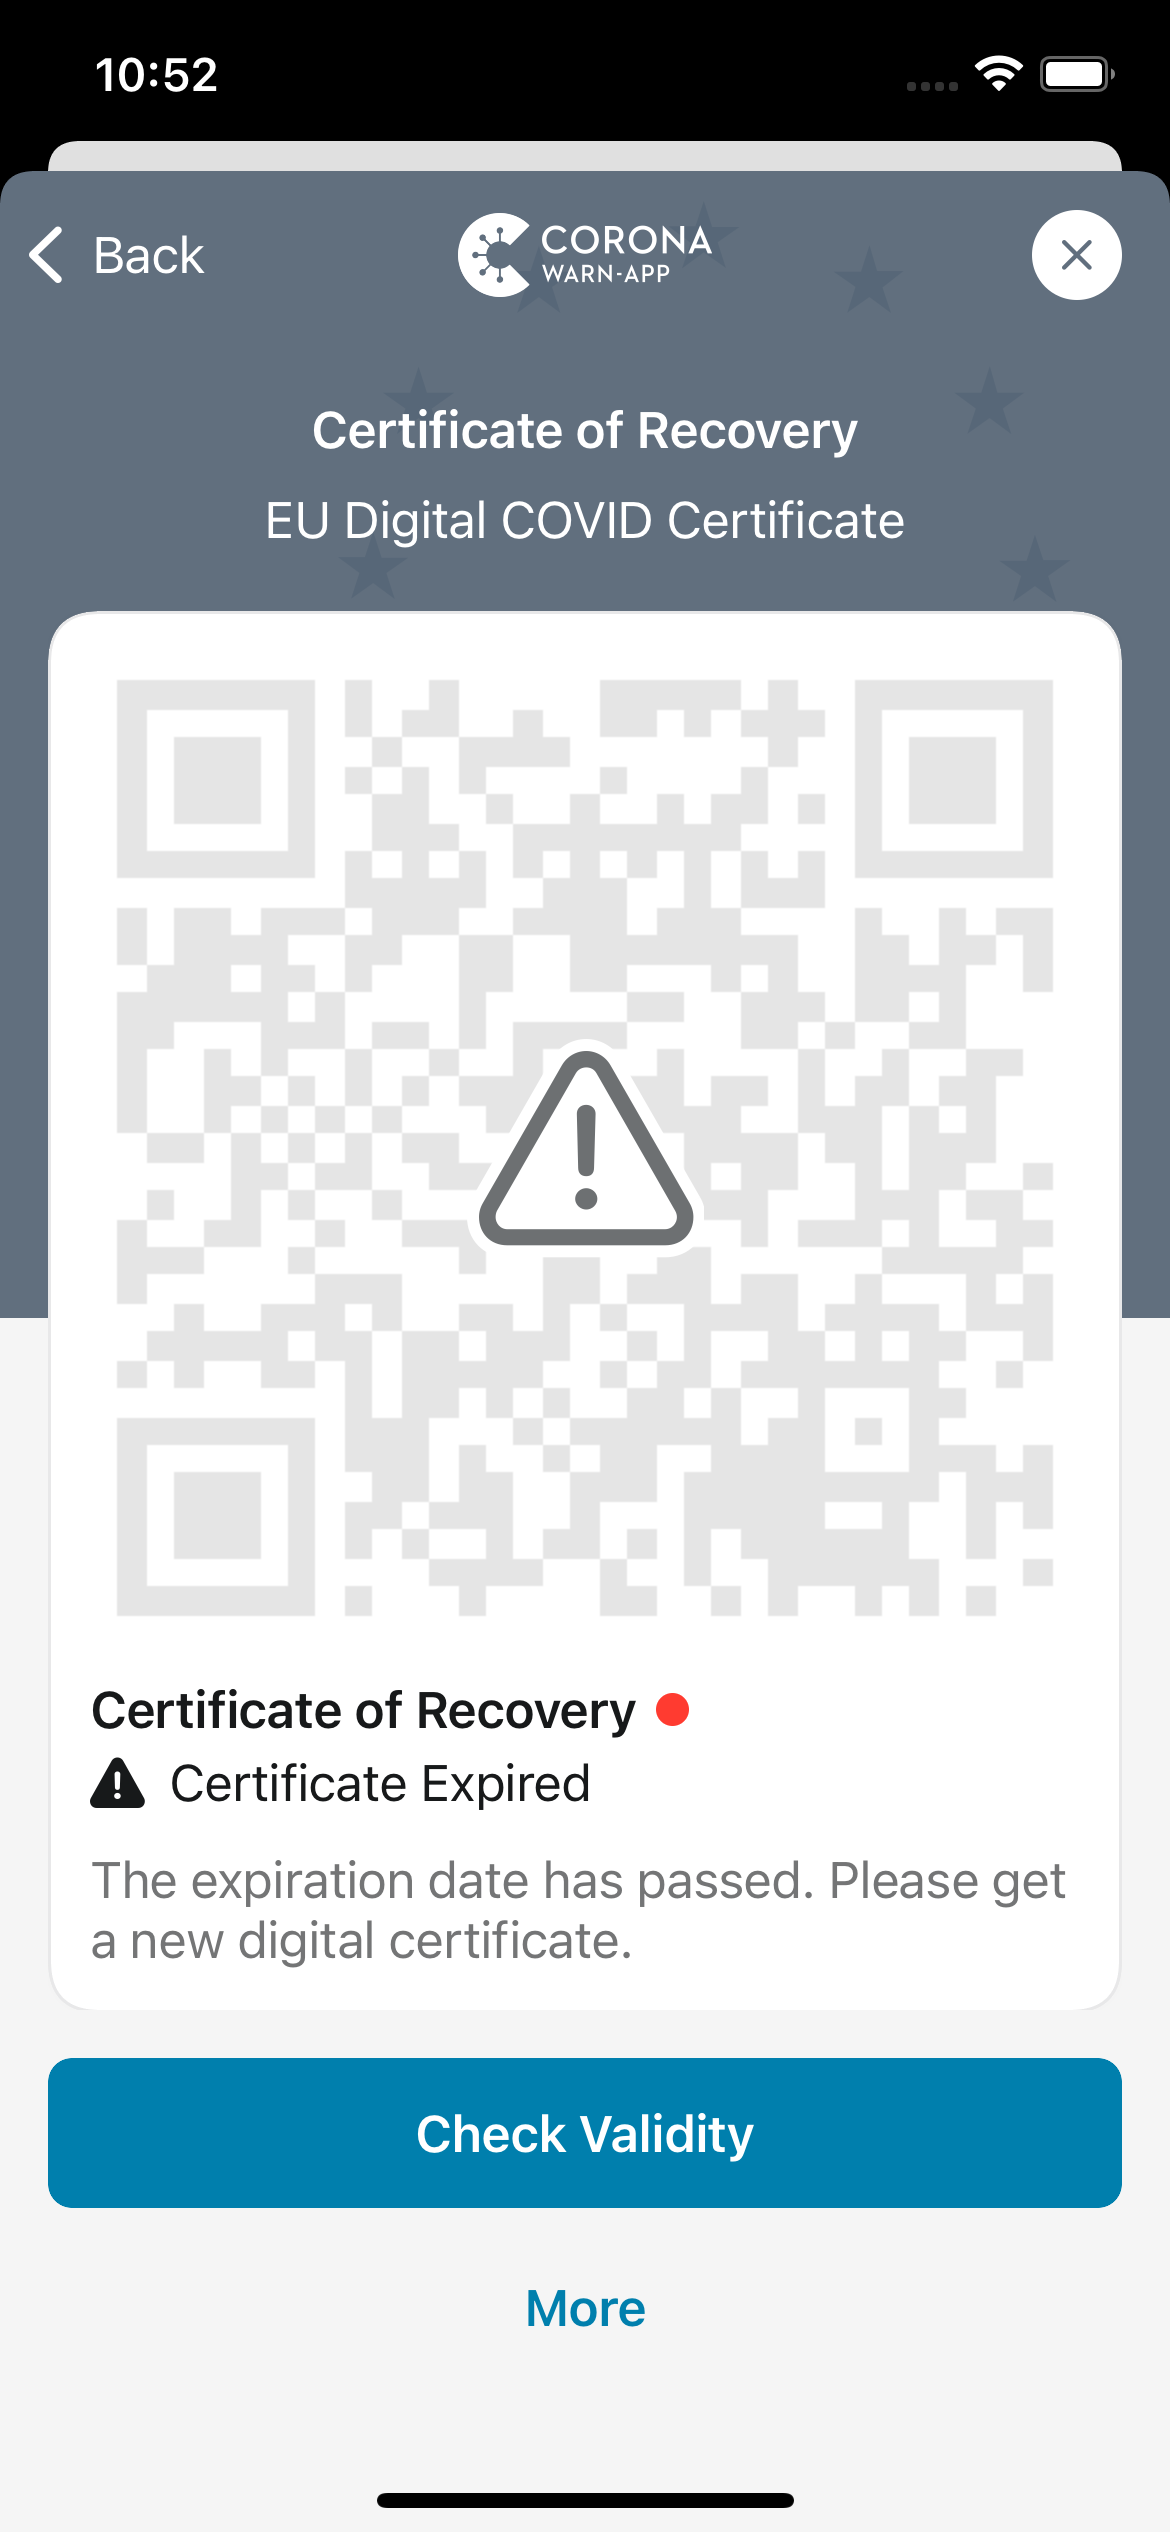 10:52
Back
CORONA
WARN-APP
Certificate of Recovery
EU Digital COVID Certificate
Certificate of Recovery
Certificate Expired
The expiration date has passed. Please get
a new digital certificate.
Check Validity
More